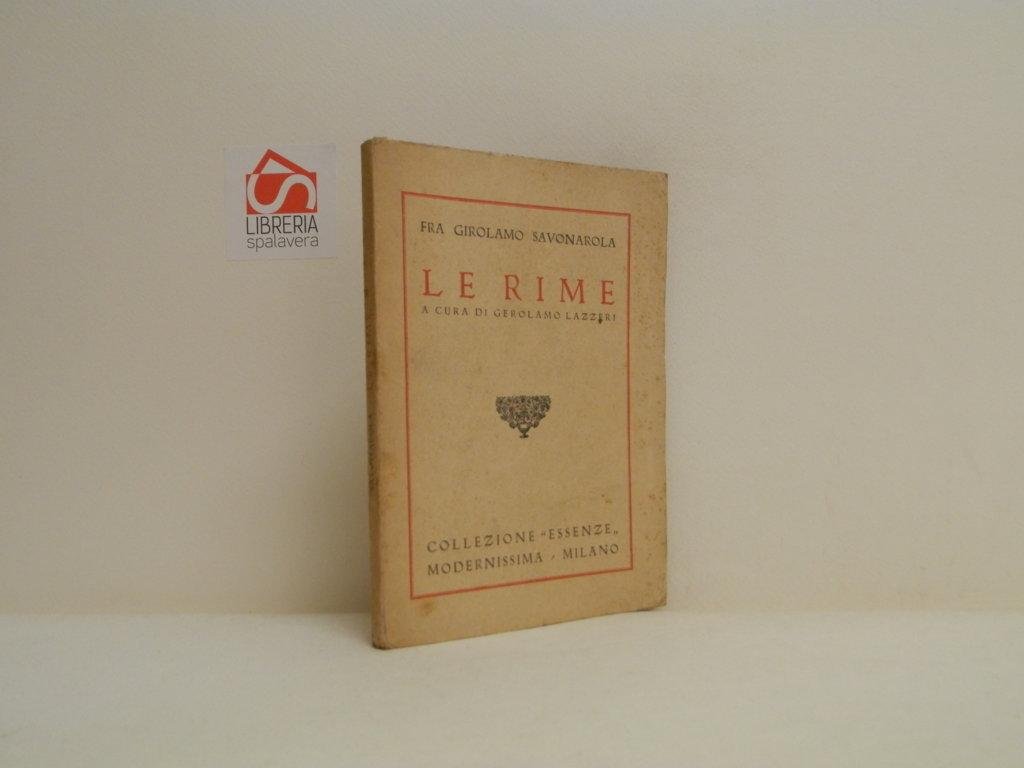 LIBRERIA
spalavera
FRA GIROLAMO SAVONAROLA
LE RIME
A CURA DI GEROLAMO LAZZERI
COLLEZIONE "ESSENZE„
MODERNISSIMA - MILANO